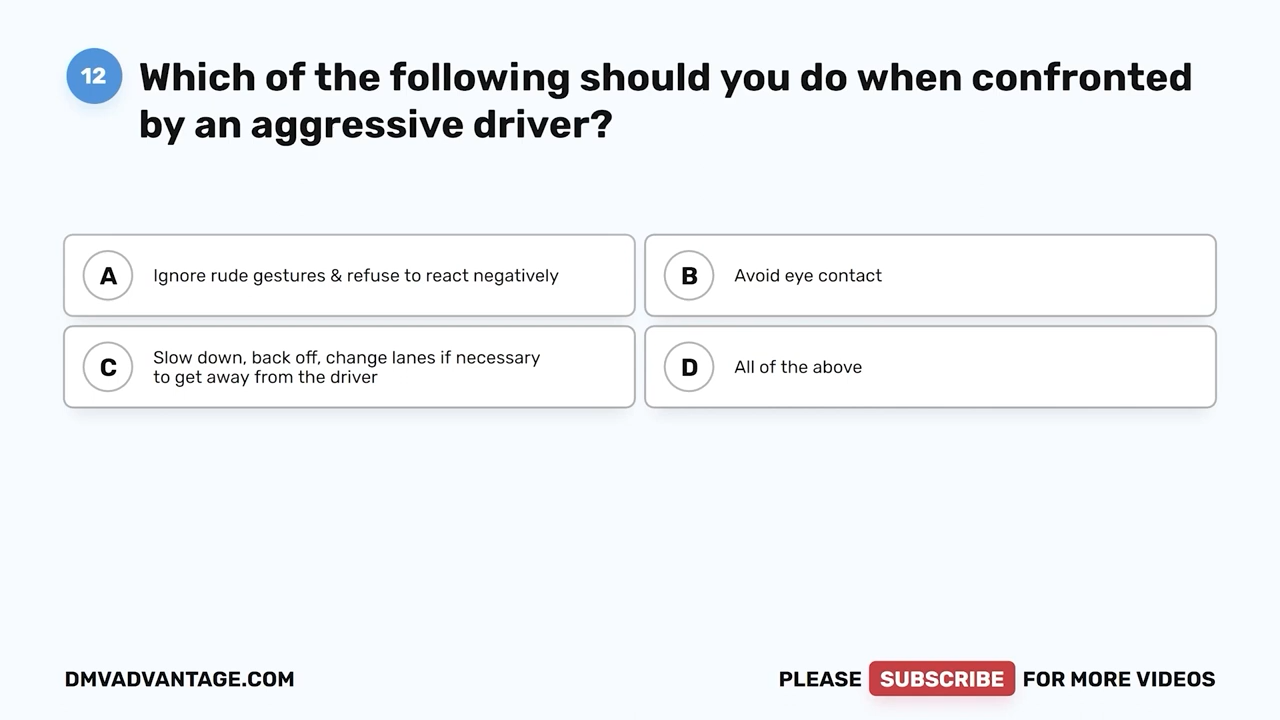 12
Which of the following should you do when confronted
by an aggressive driver?
A
Ignore rude gestures & refuse to react negatively
B
Avoid eye contact
C
Slow down, back off, change lanes if necessary
to get away from the driver
D
All of the above
DMVADVANTAGE.COM
PLEASE SUBSCRIBE FOR MORE VIDEOS